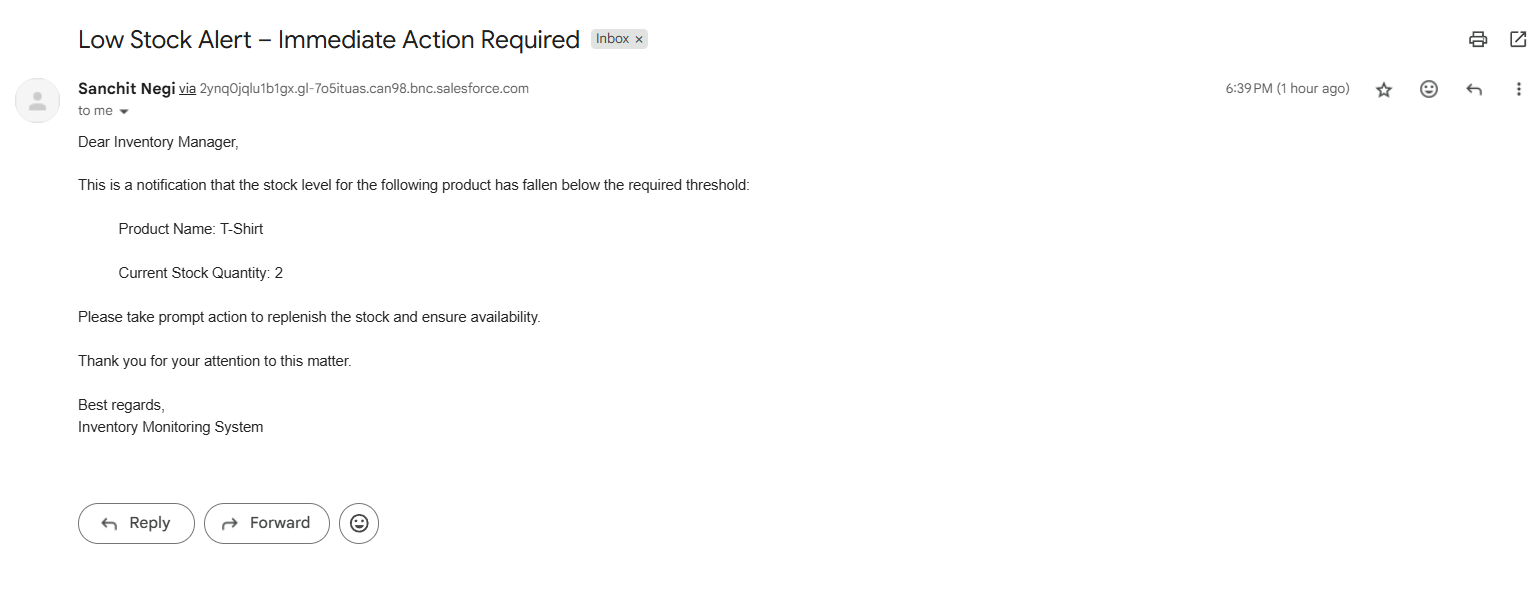 Low Stock Alert – Immediate Action Required Inbox ×
Sanchit Negi via 2ynq0jqlu1b1gx.gl-7o5ituas.can98.bnc.salesforce.com 6:39 PM (1 hour ago)
to me
Dear Inventory Manager,
This is a notification that the stock level for the following product has fallen below the required threshold:
Product Name: T-Shirt
Current Stock Quantity: 2
Please take prompt action to replenish the stock and ensure availability.
Thank you for your attention to this matter.
Best regards,
Inventory Monitoring System
Reply Forward